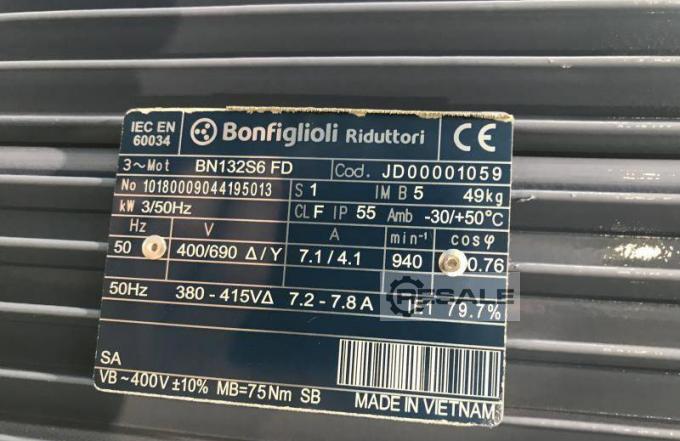 IEC EN 60034 Bonfiglioli Riduttori CE
3~Mot BN132S6 FD Cod. JD00001059
No 10180009044195013 S1 IM B5 49kg
kW 3/50Hz CL F IP 55 Amb -30/+50°C
Hz V A min⁻¹ cosφ
50 400/690 Δ/Y 7.1/4.1 940 0.76
50Hz 380 - 415VΔ 7.2 - 7.8 A IE1 79.7%
RESALE
SA
VB~400V ±10% MB=75Nm SB
MADE IN VIETNAM